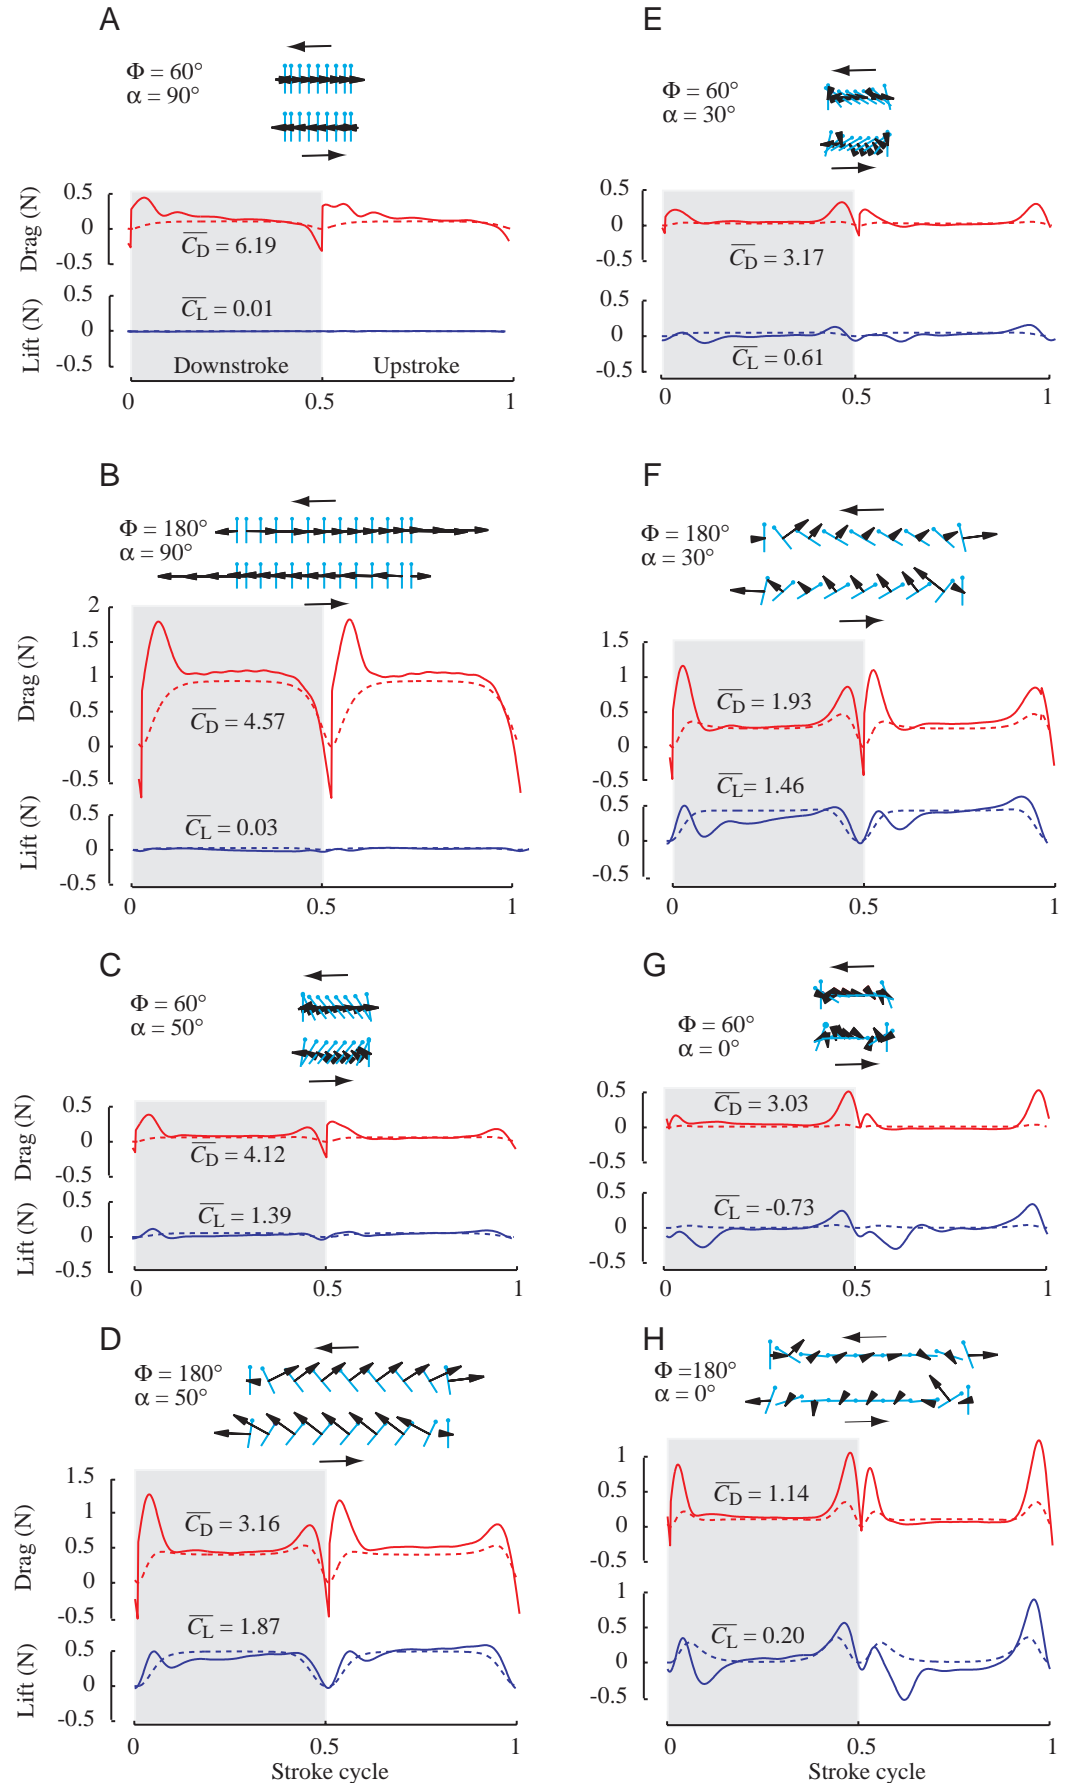 A
Φ = 60°
α = 90°
0.5
0
-0.5
Drag (N)
C̅D = 6.19
0.5
0
-0.5
Lift (N)
C̅L = 0.01
Downstroke Upstroke
0 0.5 1
B
Φ = 180°
α = 90°
2
1.5
1
0.5
0
-0.5
Drag (N)
C̅D = 4.57
0.5
0
-0.5
Lift (N)
C̅L = 0.03
0 0.5 1
C
Φ = 60°
α = 50°
0.5
0
-0.5
Drag (N)
C̅D = 4.12
0.5
0
-0.5
Lift (N)
C̅L = 1.39
0 0.5 1
D
Φ = 180°
α = 50°
1.5
1
0.5
0
-0.5
Drag (N)
C̅D = 3.16
0.5
0
-0.5
Lift (N)
C̅L = 1.87
0 0.5 1
Stroke cycle
E
Φ = 60°
α = 30°
0.5
0
-0.5
C̅D = 3.17
0.5
0
-0.5
C̅L = 0.61
0 0.5 1
F
Φ = 180°
α = 30°
1.5
1
0.5
0
-0.5
C̅D = 1.93
C̅L = 1.46
0.5
0
-0.5
0 0.5 1
G
Φ = 60°
α = 0°
0.5
0
-0.5
C̅D = 3.03
0.5
0
-0.5
C̅L = -0.73
0 0.5 1
H
Φ =180°
α = 0°
1
0.5
0
-0.5
C̅D = 1.14
1
0.5
0
-0.5
C̅L = 0.20
0 0.5 1
Stroke cycle